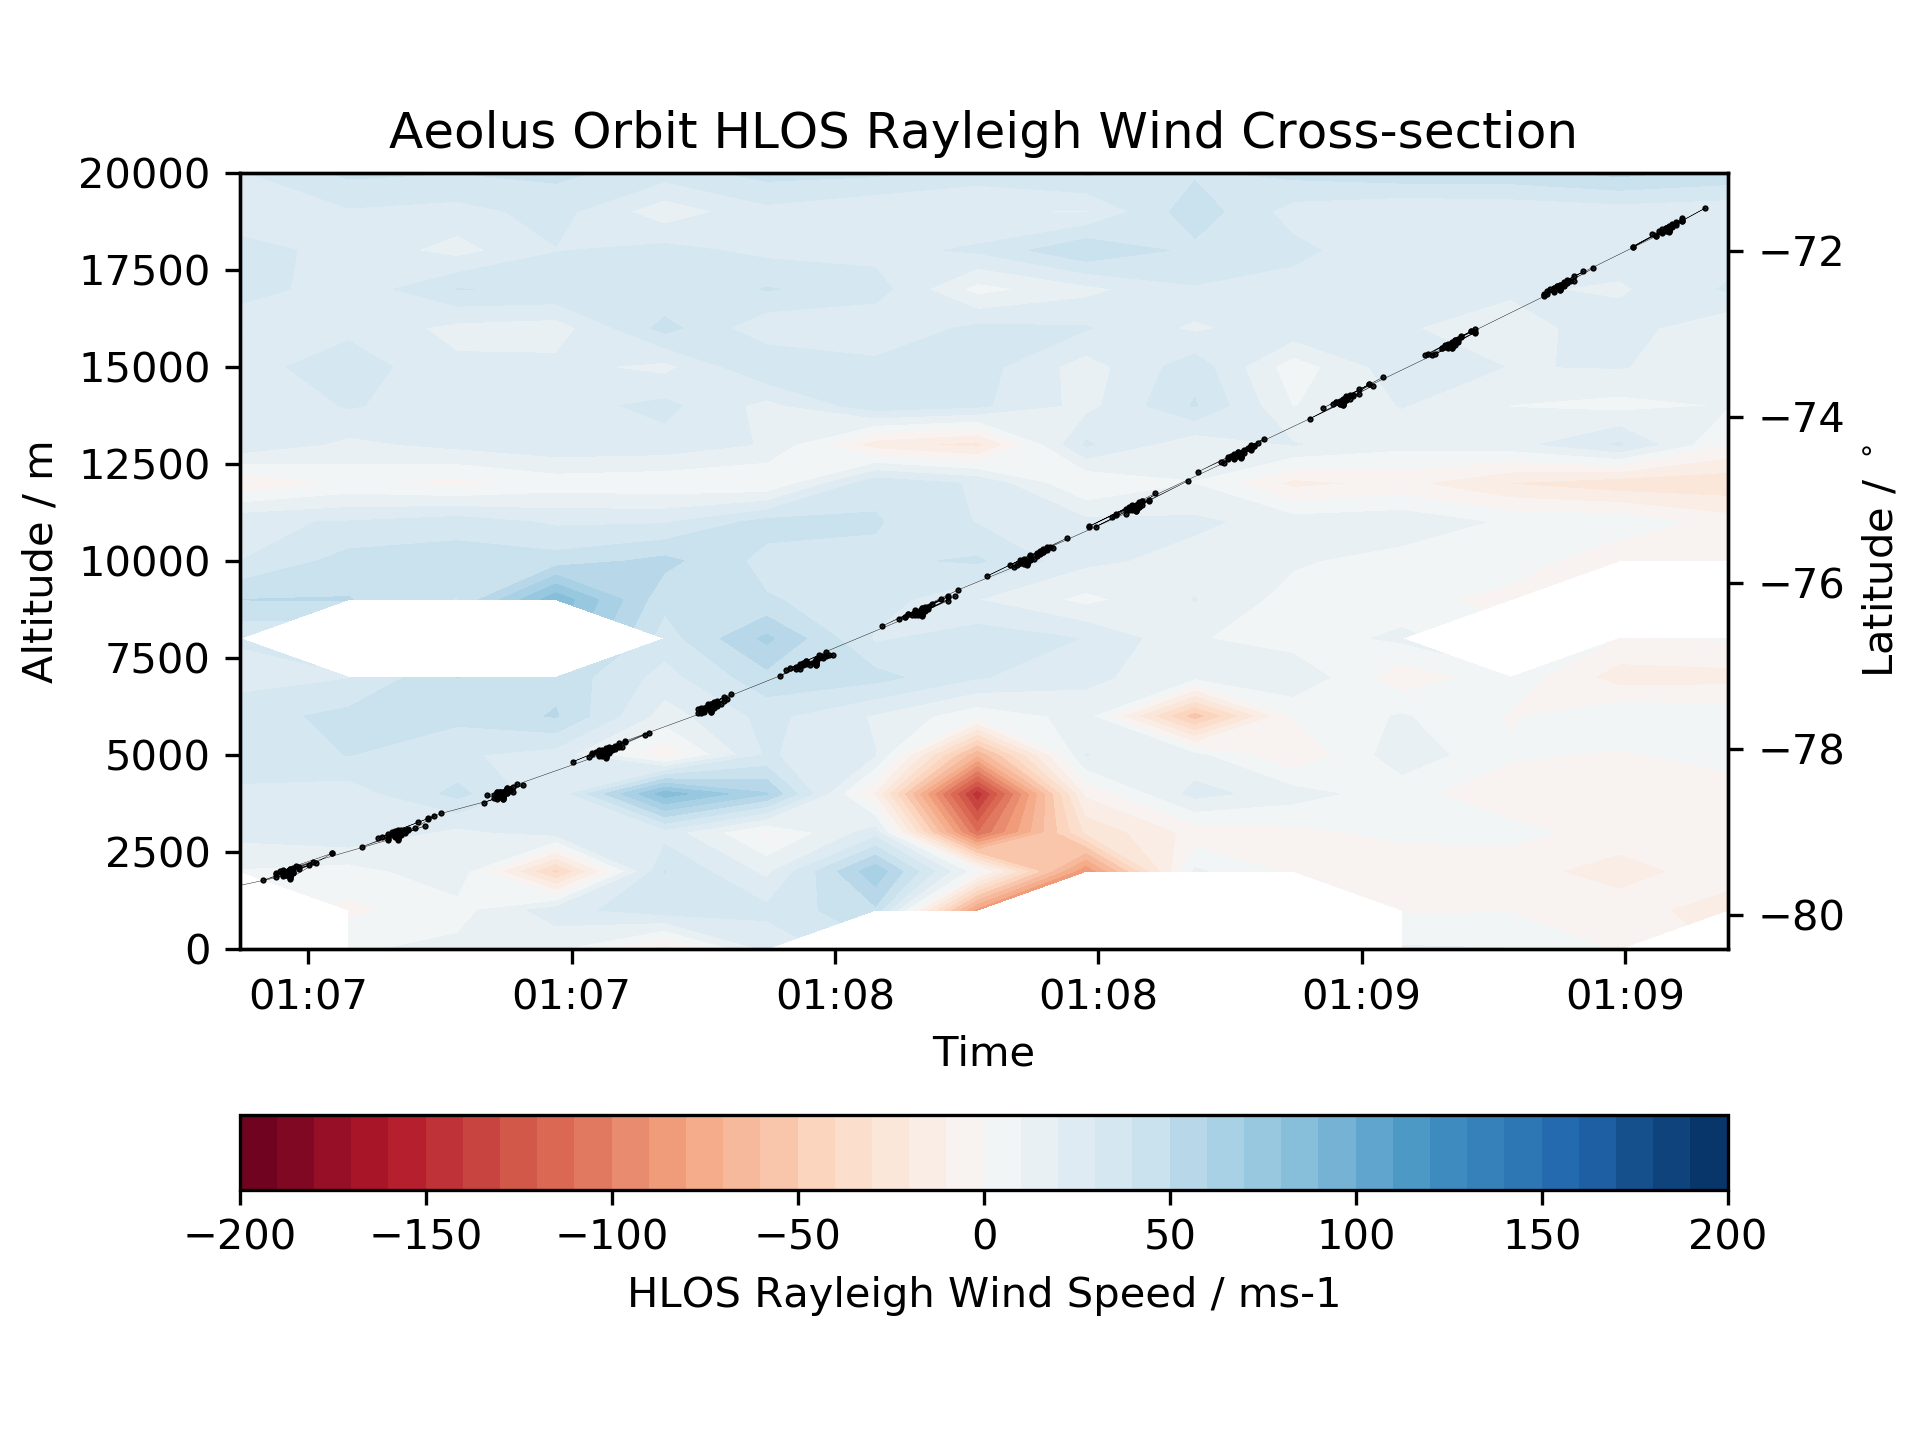 Aeolus Orbit HLOS Rayleigh Wind Cross-section
20000
17500
15000
12500
10000
7500
5000
2500
0
Altitude / m
−72
−74
−76
−78
−80
Latitude / °
01:07 01:07 01:08 01:08 01:09 01:09
Time
−200 −150 −100 −50 0 50 100 150 200
HLOS Rayleigh Wind Speed / ms-1